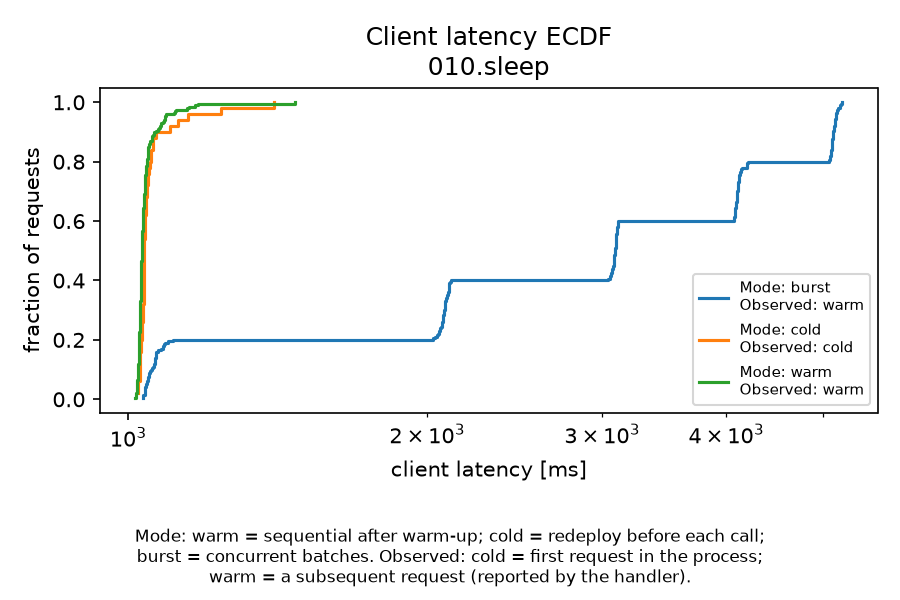 Client latency ECDF
010.sleep
fraction of requests
1.0
0.8
0.6
0.4
0.2
0.0
Mode: burst
Observed: warm
Mode: cold
Observed: cold
Mode: warm
Observed: warm
10³
2 × 10³
3 × 10³
4 × 10³
client latency [ms]
Mode: warm = sequential after warm-up; cold = redeploy before each call;
burst = concurrent batches. Observed: cold = first request in the process;
warm = a subsequent request (reported by the handler).